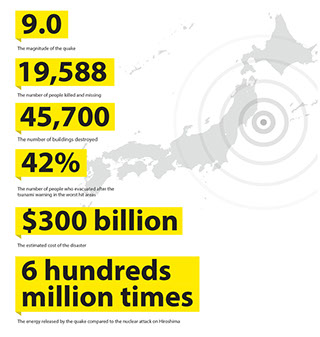 9.0
The magnitude of the quake
19,588
The number of people killed and missing
45,700
The number of buildings destroyed
42%
The number of people who evacuated after the
tsunami warning in the worst hit areas
$300 billion
The estimated cost of the disaster
6 hundreds
million times
The energy released by the quake compared to the nuclear attack on Hiroshima